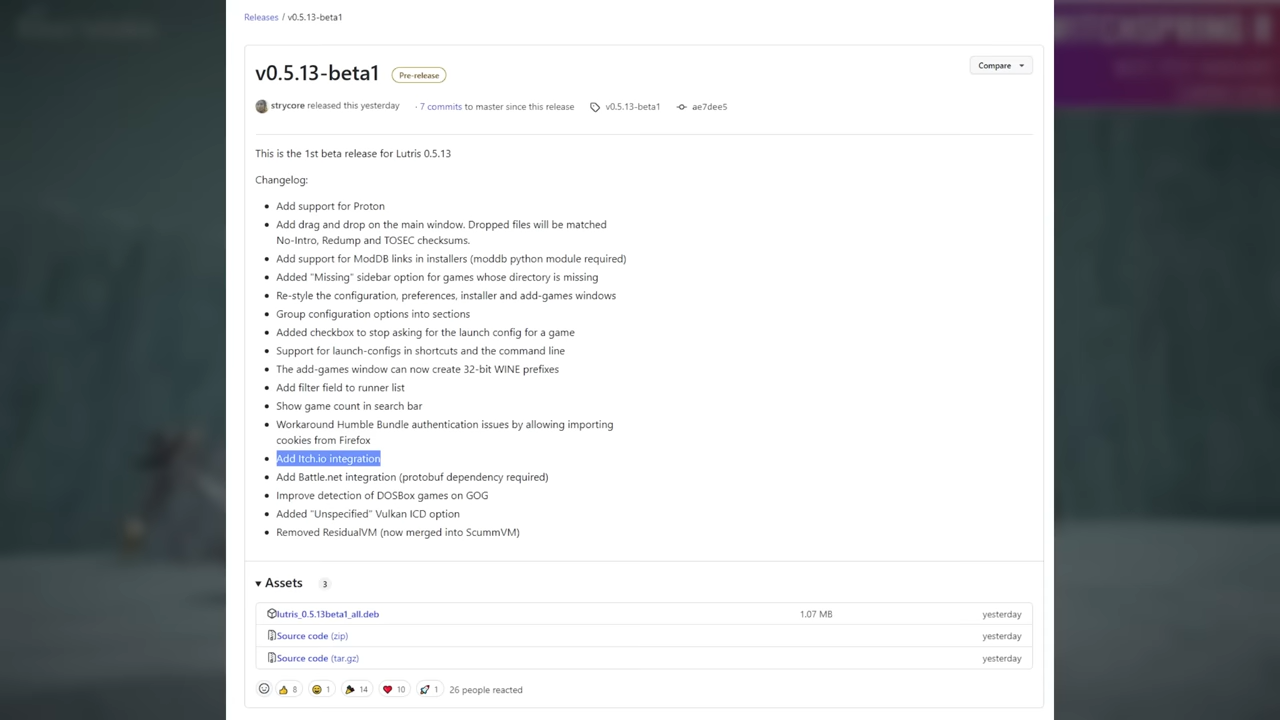 Releases / v0.5.13-beta1
v0.5.13-beta1 Pre-release
Compare
strycore released this yesterday · 7 commits to master since this release v0.5.13-beta1 ae7dee5
This is the 1st beta release for Lutris 0.5.13
Changelog:
• Add support for Proton
• Add drag and drop on the main window. Dropped files will be matched
No-Intro, Redump and TOSEC checksums.
• Add support for ModDB links in installers (moddb python module required)
• Added "Missing" sidebar option for games whose directory is missing
• Re-style the configuration, preferences, installer and add-games windows
• Group configuration options into sections
• Added checkbox to stop asking for the launch config for a game
• Support for launch-configs in shortcuts and the command line
• The add-games window can now create 32-bit WINE prefixes
• Add filter field to runner list
• Show game count in search bar
• Workaround Humble Bundle authentication issues by allowing importing
cookies from Firefox
• Add Itch.io integration
• Add Battle.net integration (protobuf dependency required)
• Improve detection of DOSBox games on GOG
• Added "Unspecified" Vulkan ICD option
• Removed ResidualVM (now merged into ScummVM)
Assets 3
lutris_0.5.13beta1_all.deb 1.07 MB yesterday
Source code (zip) yesterday
Source code (tar.gz) yesterday
8 1 14 10 1 26 people reacted